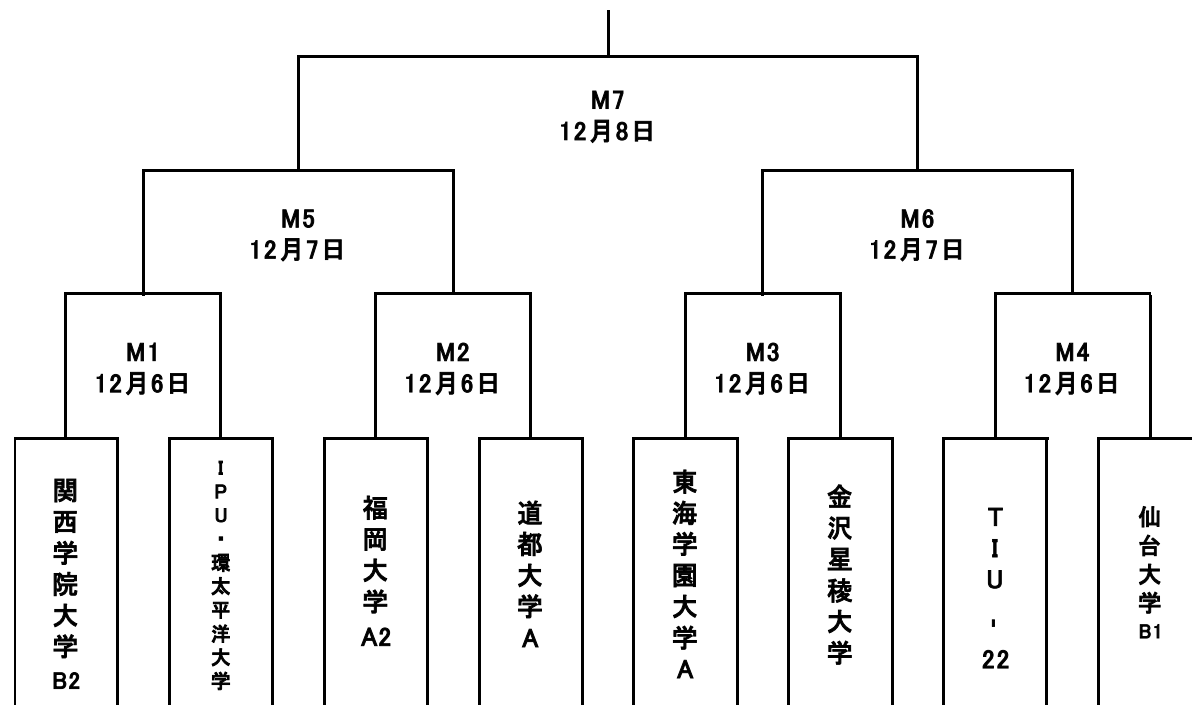 M7
12月8日
M5
12月7日
M6
12月7日
M1
12月6日
M2
12月6日
M3
12月6日
M4
12月6日
関西学院大学B2
IPU・環太平洋大学
福岡大学A2
道都大学A
東海学園大学A
金沢星稜大学
TIU-22
仙台大学B1